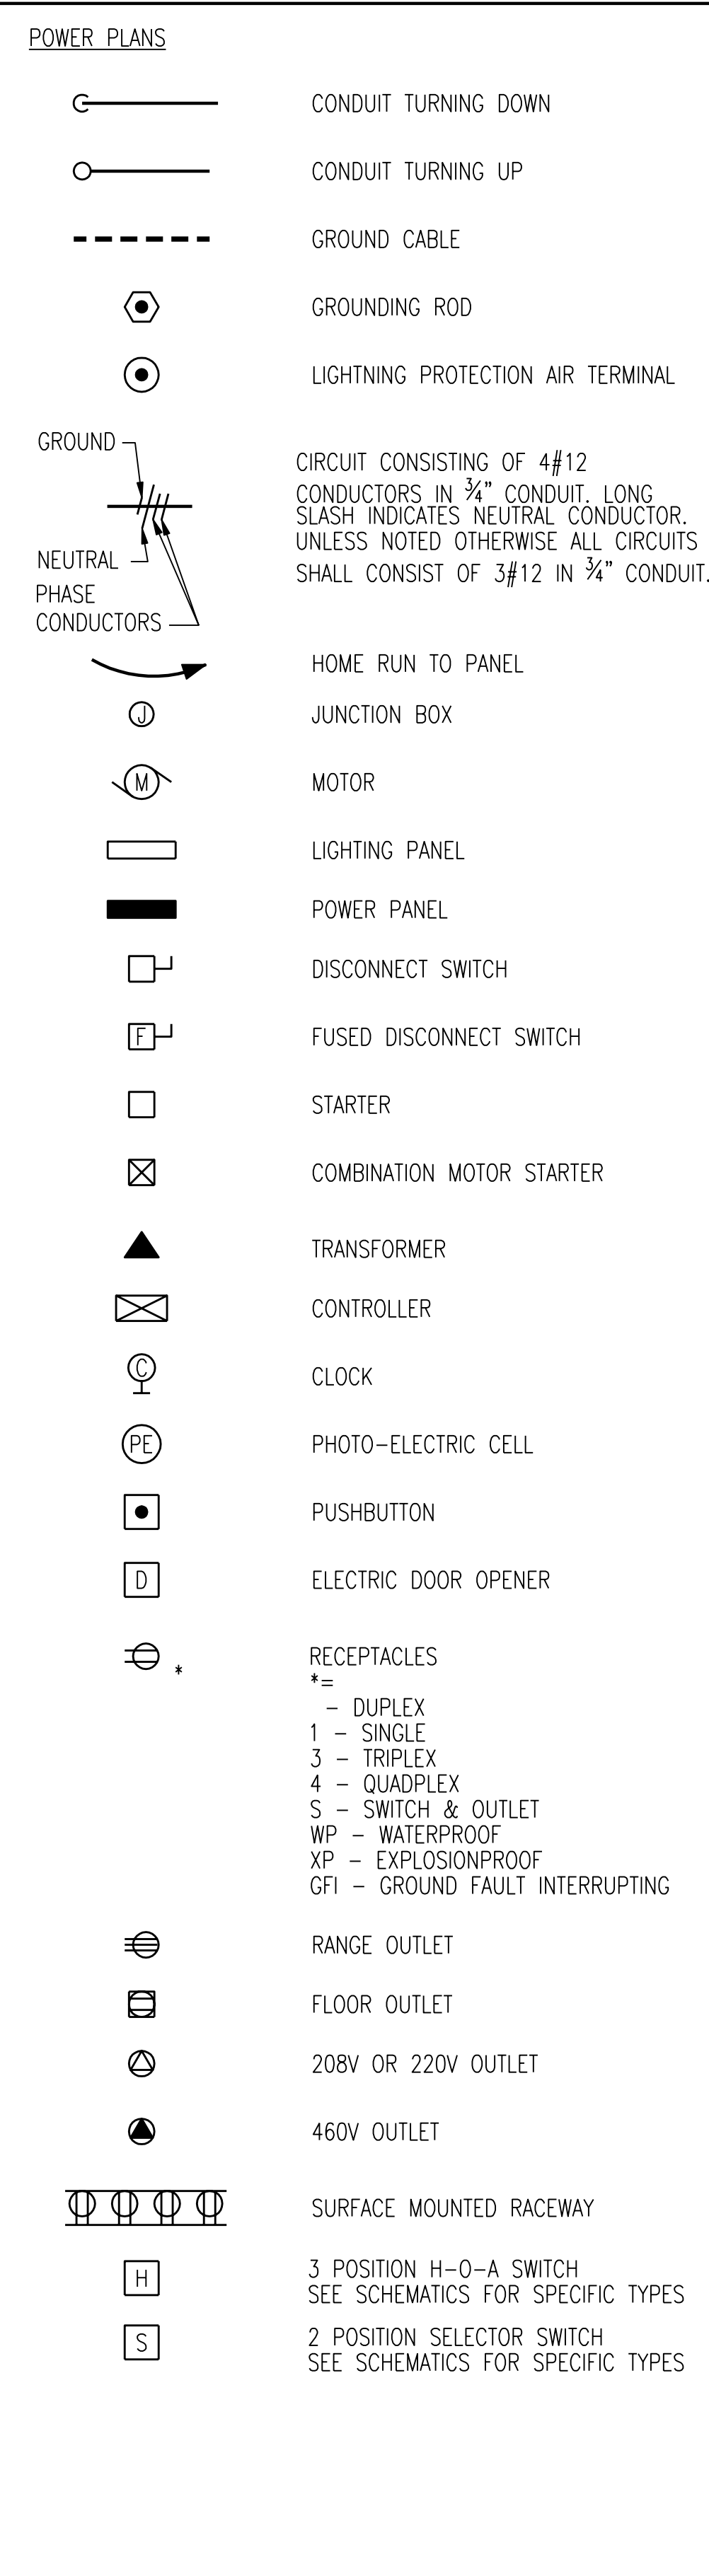 POWER PLANS
CONDUIT TURNING DOWN
CONDUIT TURNING UP
GROUND CABLE
GROUNDING ROD
LIGHTNING PROTECTION AIR TERMINAL
GROUND
NEUTRAL
PHASE
CONDUCTORS
CIRCUIT CONSISTING OF 4#12
CONDUCTORS IN ¾" CONDUIT. LONG
SLASH INDICATES NEUTRAL CONDUCTOR.
UNLESS NOTED OTHERWISE ALL CIRCUITS
SHALL CONSIST OF 3#12 IN ¾" CONDUIT.
HOME RUN TO PANEL
J JUNCTION BOX
M MOTOR
LIGHTING PANEL
POWER PANEL
DISCONNECT SWITCH
F FUSED DISCONNECT SWITCH
STARTER
COMBINATION MOTOR STARTER
TRANSFORMER
CONTROLLER
C CLOCK
PE PHOTO-ELECTRIC CELL
PUSHBUTTON
D ELECTRIC DOOR OPENER
* RECEPTACLES
*=
- DUPLEX
1 - SINGLE
3 - TRIPLEX
4 - QUADPLEX
S - SWITCH & OUTLET
WP - WATERPROOF
XP - EXPLOSIONPROOF
GFI - GROUND FAULT INTERRUPTING
RANGE OUTLET
FLOOR OUTLET
208V OR 220V OUTLET
460V OUTLET
SURFACE MOUNTED RACEWAY
H 3 POSITION H-O-A SWITCH
SEE SCHEMATICS FOR SPECIFIC TYPES
S 2 POSITION SELECTOR SWITCH
SEE SCHEMATICS FOR SPECIFIC TYPES